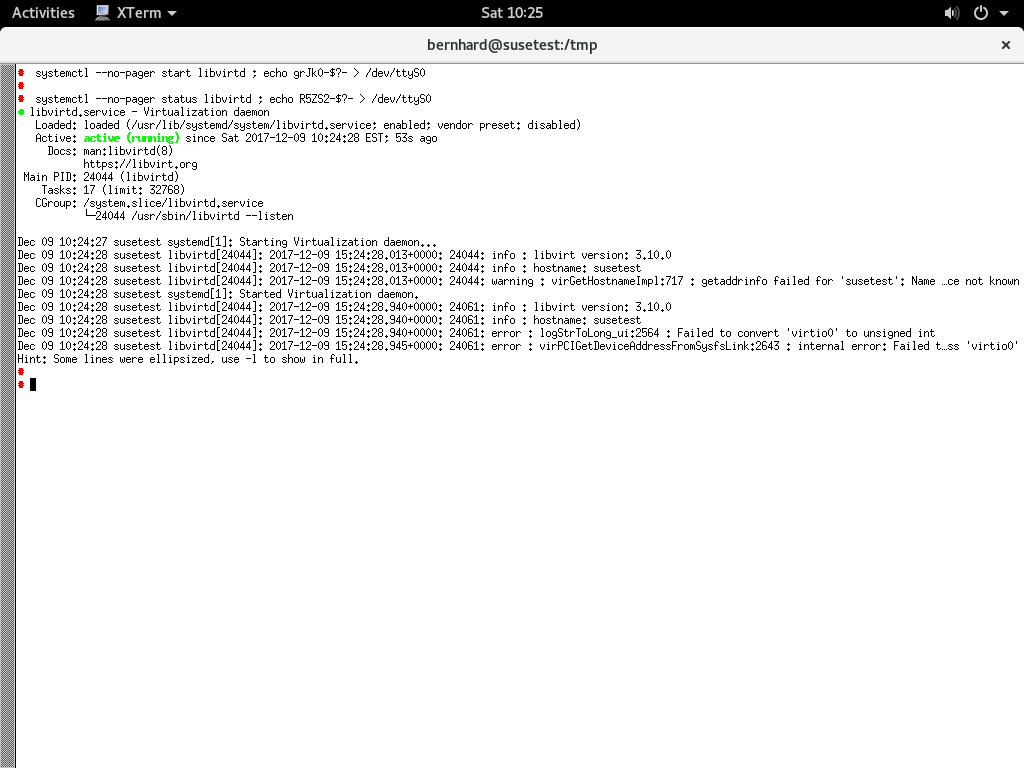 Activities XTerm Sat 10:25
bernhard@susetest:/tmp
# systemctl --no-pager start libvirtd ; echo grJkO-$?- > /dev/ttyS0
#
# systemctl --no-pager status libvirtd ; echo R5ZS2-$?- > /dev/ttyS0
● libvirtd.service - Virtualization daemon
Loaded: loaded (/usr/lib/systemd/system/libvirtd.service; enabled; vendor preset: disabled)
Active: active (running) since Sat 2017-12-09 10:24:28 EST; 53s ago
Docs: man:libvirtd(8)
https://libvirt.org
Main PID: 24044 (libvirtd)
Tasks: 17 (limit: 32768)
CGroup: /system.slice/libvirtd.service
└─24044 /usr/sbin/libvirtd --listen
Dec 09 10:24:27 susetest systemd[1]: Starting Virtualization daemon...
Dec 09 10:24:28 susetest libvirtd[24044]: 2017-12-09 15:24:28.013+0000: 24044: info : libvirt version: 3.10.0
Dec 09 10:24:28 susetest libvirtd[24044]: 2017-12-09 15:24:28.013+0000: 24044: info : hostname: susetest
Dec 09 10:24:28 susetest libvirtd[24044]: 2017-12-09 15:24:28.013+0000: 24044: warning : virGetHostnameImpl:717 : getaddrinfo failed for 'susetest': Name …ce not known
Dec 09 10:24:28 susetest systemd[1]: Started Virtualization daemon.
Dec 09 10:24:28 susetest libvirtd[24044]: 2017-12-09 15:24:28.940+0000: 24061: info : libvirt version: 3.10.0
Dec 09 10:24:28 susetest libvirtd[24044]: 2017-12-09 15:24:28.940+0000: 24061: info : hostname: susetest
Dec 09 10:24:28 susetest libvirtd[24044]: 2017-12-09 15:24:28.940+0000: 24061: error : logStrToLong_ui:2564 : Failed to convert 'virtio0' to unsigned int
Dec 09 10:24:28 susetest libvirtd[24044]: 2017-12-09 15:24:28.945+0000: 24061: error : virPCIGetDeviceAddressFromSysfsLink:2643 : internal error: Failed t…ss 'virtio0'
Hint: Some lines were ellipsized, use -l to show in full.
#
#